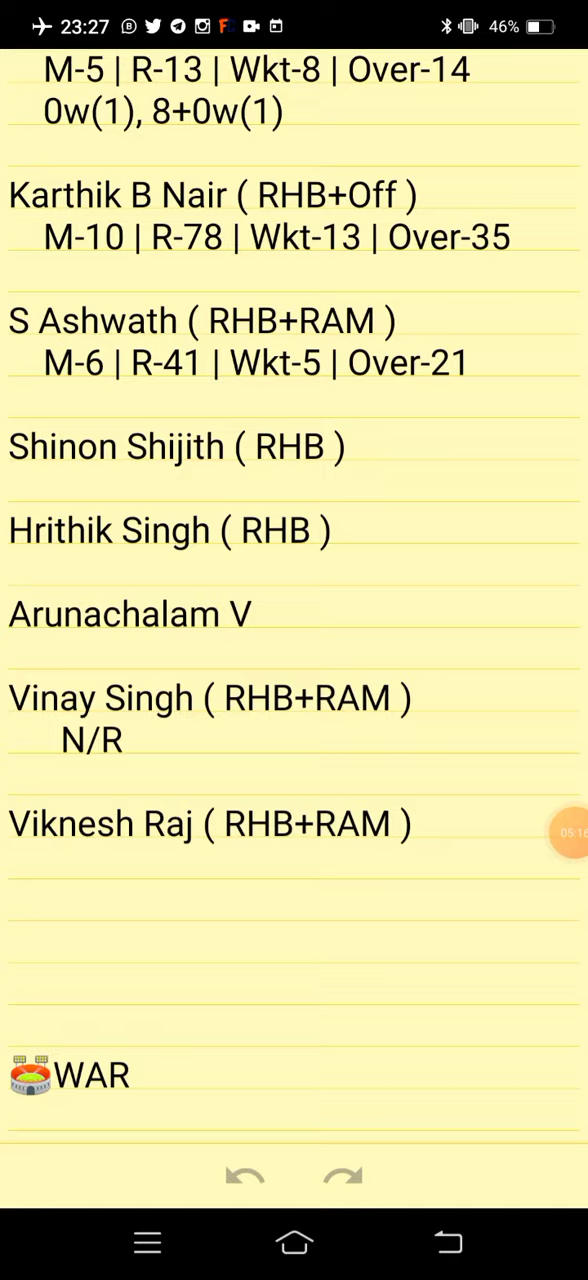 23:27
46%
M-5 | R-13 | Wkt-8 | Over-14
0w(1), 8+0w(1)
Karthik B Nair ( RHB+Off )
M-10 | R-78 | Wkt-13 | Over-35
S Ashwath ( RHB+RAM )
M-6 | R-41 | Wkt-5 | Over-21
Shinon Shijith ( RHB )
Hrithik Singh ( RHB )
Arunachalam V
Vinay Singh ( RHB+RAM )
N/R
Viknesh Raj ( RHB+RAM )
05:16
🏟️WAR